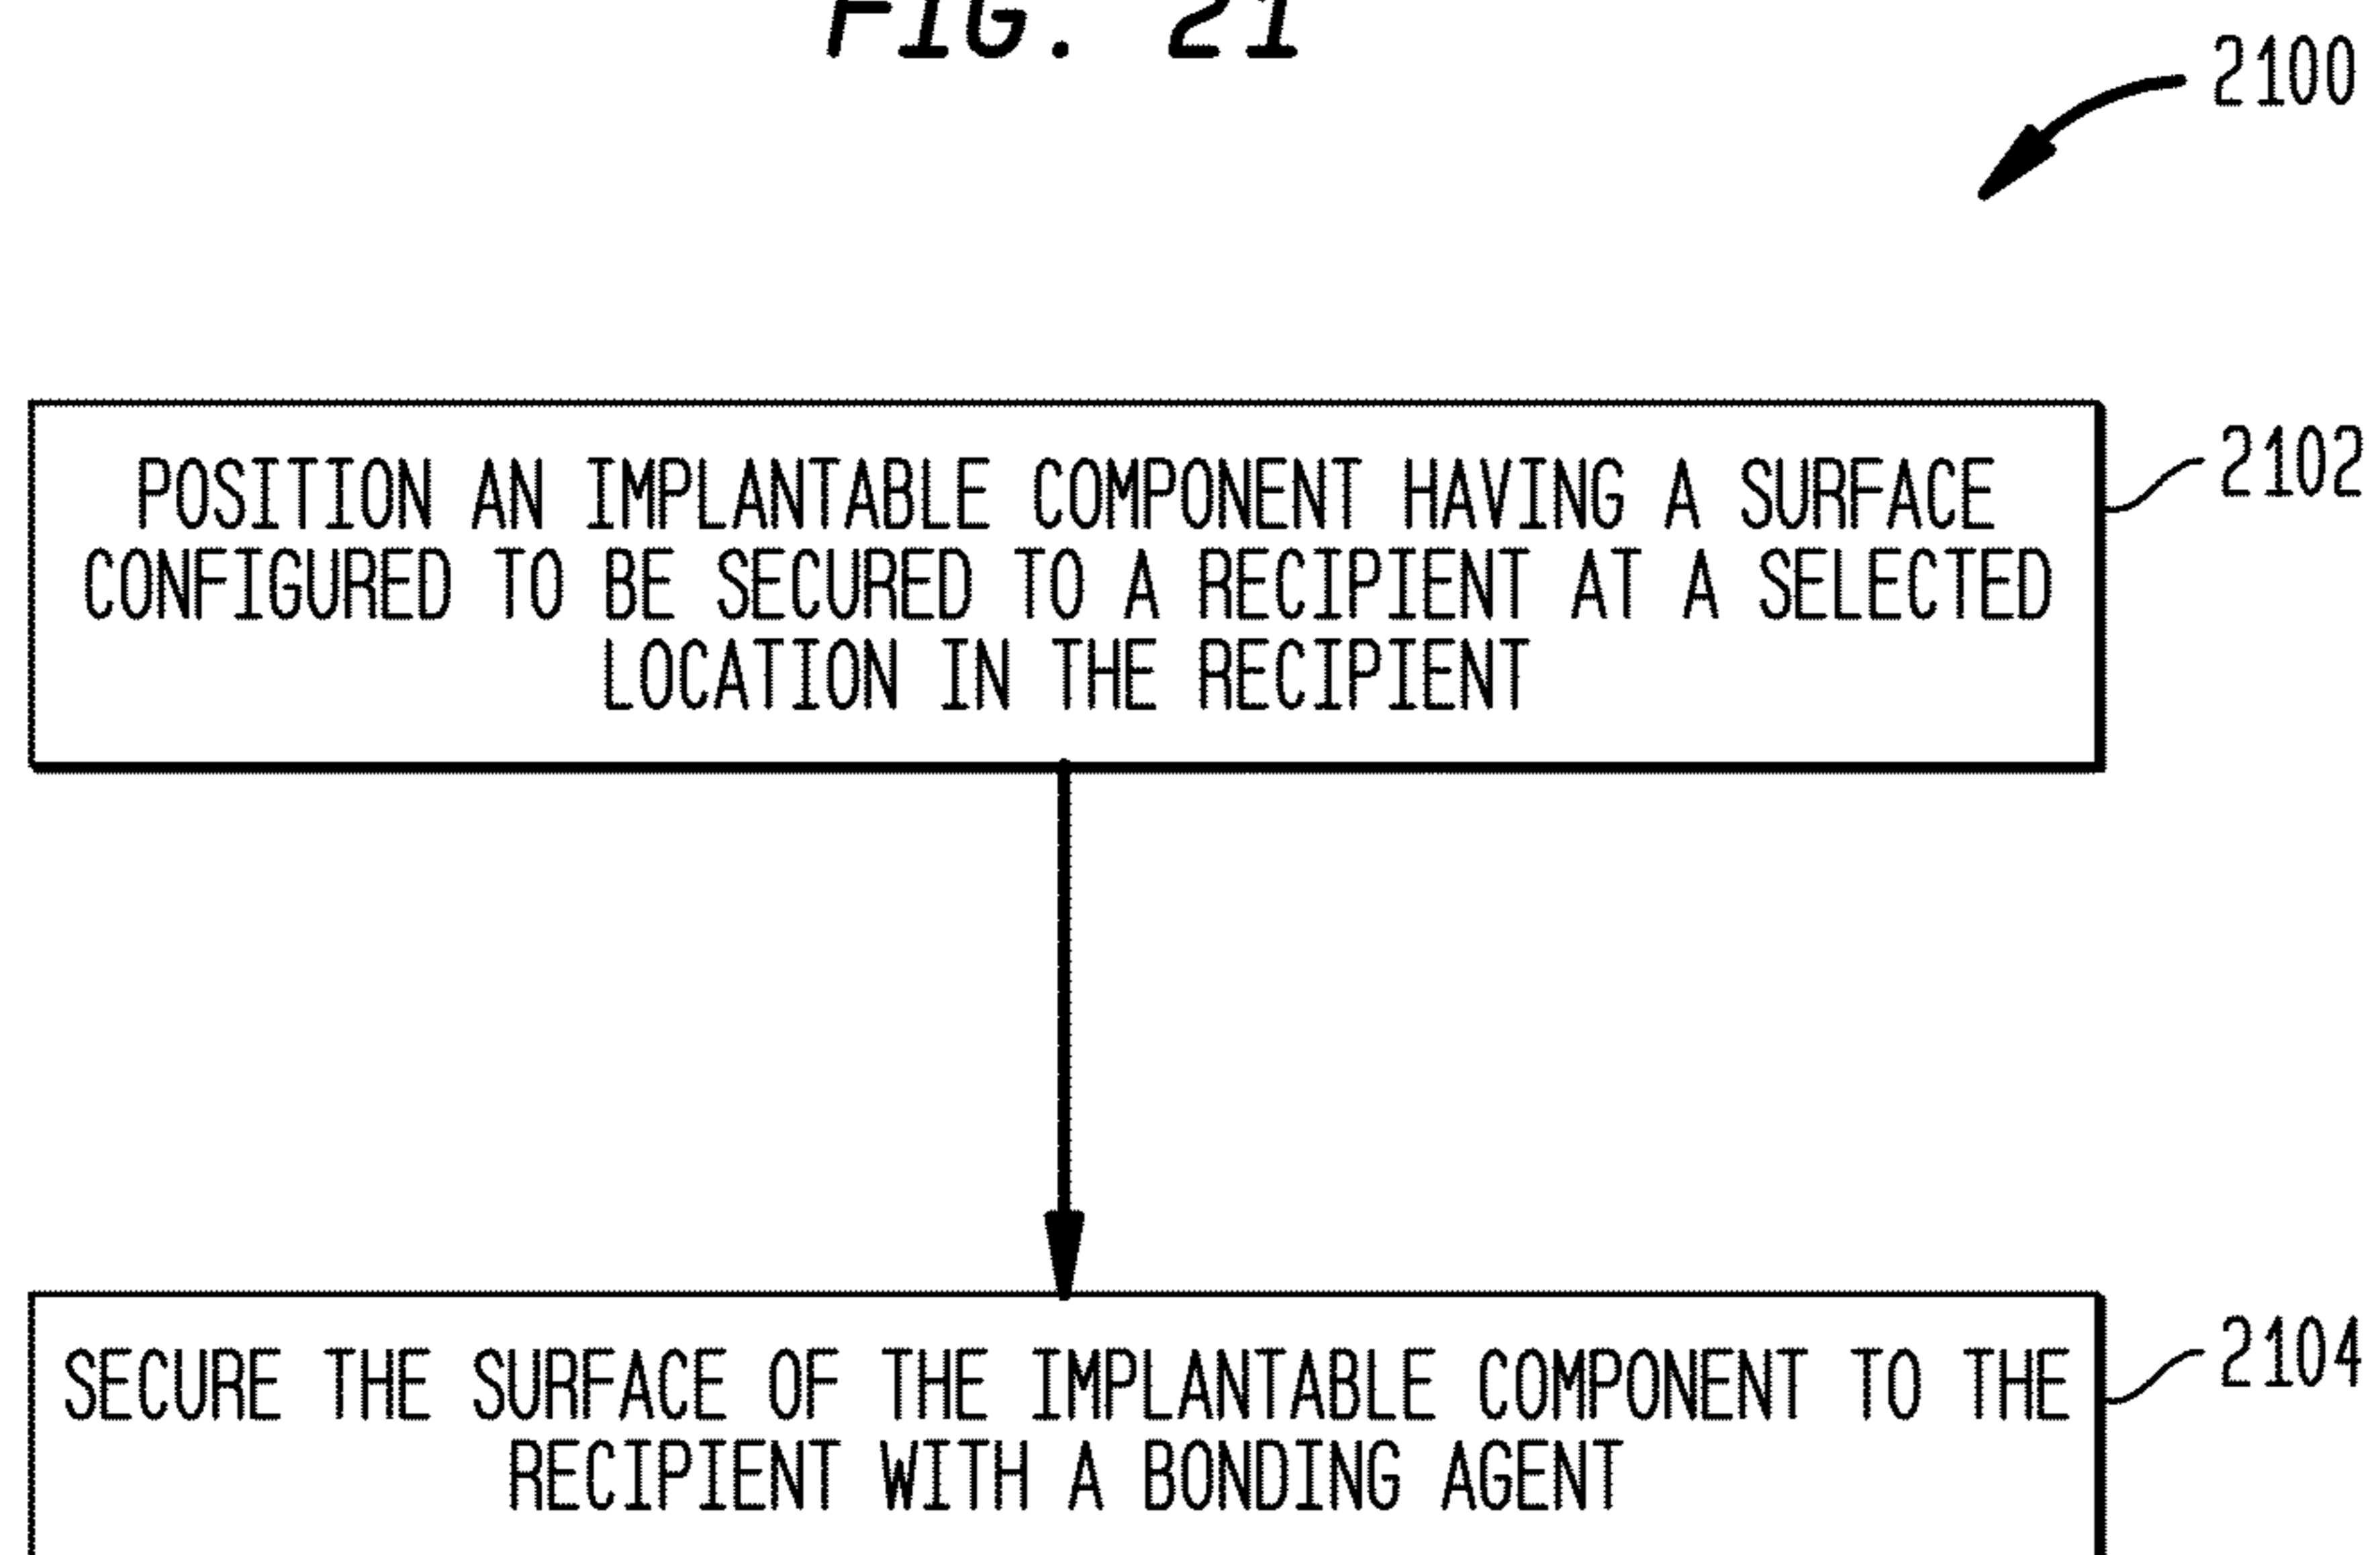 FIG. 21
2100
POSITION AN IMPLANTABLE COMPONENT HAVING A SURFACE
CONFIGURED TO BE SECURED TO A RECIPIENT AT A SELECTED
LOCATION IN THE RECIPIENT
2102
SECURE THE SURFACE OF THE IMPLANTABLE COMPONENT TO THE
RECIPIENT WITH A BONDING AGENT
2104